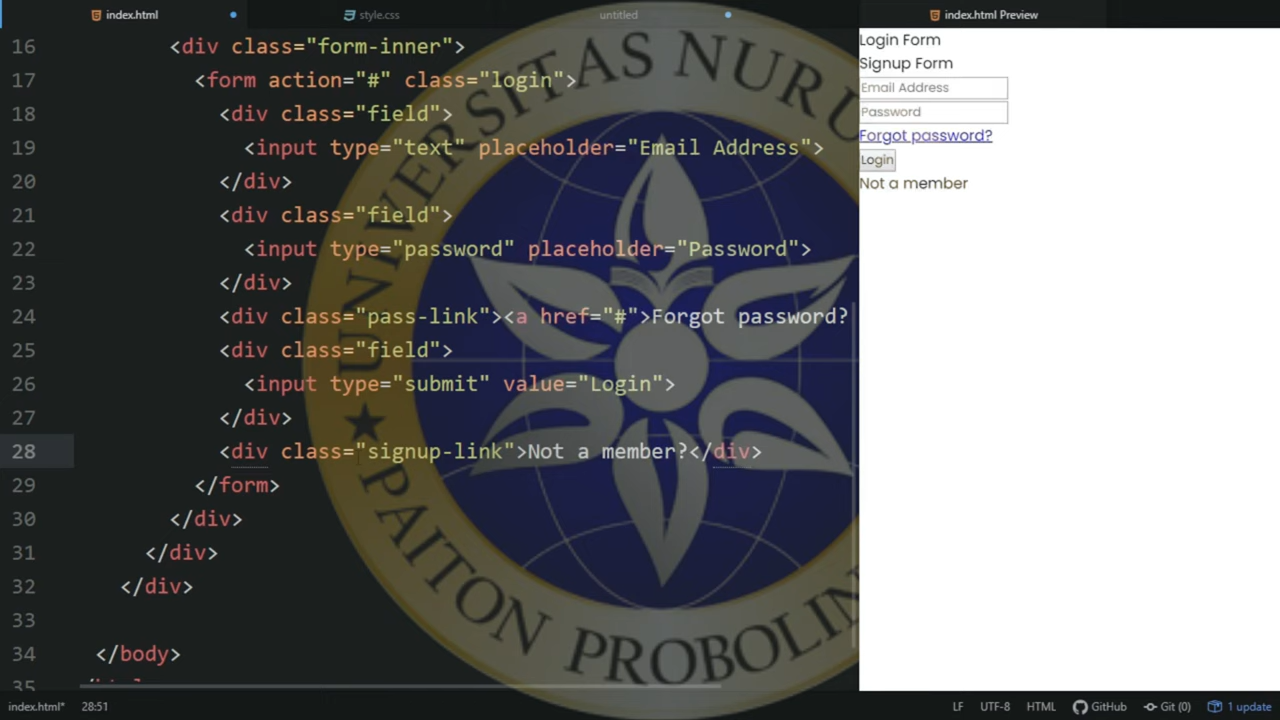 index.html
style.css
untitled
index.html Preview
16 <div class="form-inner">
17 <form action="#" class="login">
18 <div class="field">
19 <input type="text" placeholder="Email Address">
20 </div>
21 <div class="field">
22 <input type="password" placeholder="Password">
23 </div>
24 <div class="pass-link"><a href="#">Forgot password?
25 <div class="field">
26 <input type="submit" value="Login">
27 </div>
28 <div class="signup-link">Not a member?</div>
29 </form>
30 </div>
31 </div>
32 </div>
33
34 </body>
35
Login Form
Signup Form
Email Address
Password
Forgot password?
Login
Not a member
UNIVERSITAS NURU
PAITON PROBOLIN
index.html* 28:51
LF UTF-8 HTML GitHub Git (0) 1 update